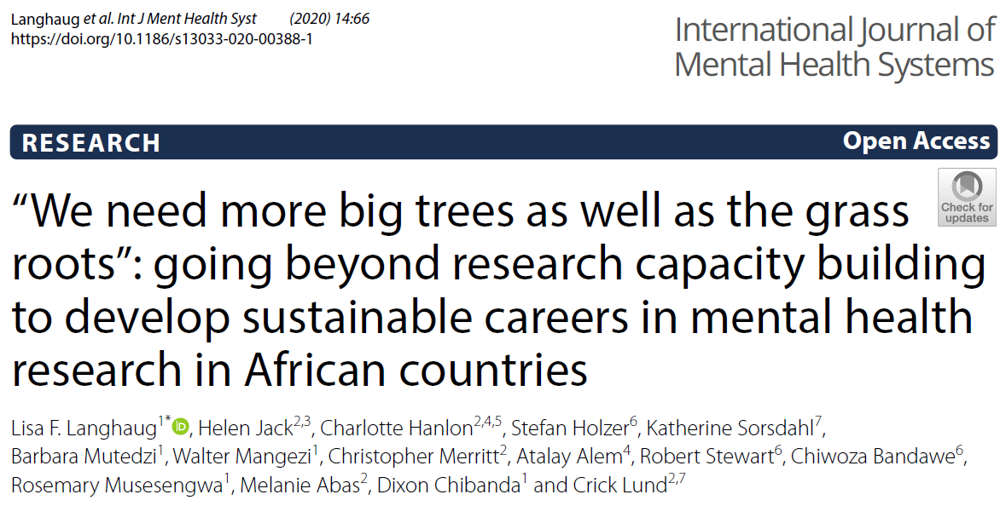 Langhaug et al. Int J Ment Health Syst (2020) 14:66
https://doi.org/10.1186/s13033-020-00388-1
International Journal of
Mental Health Systems
RESEARCH
Open Access
Check for
updates
“We need more big trees as well as the grass
roots”: going beyond research capacity building
to develop sustainable careers in mental health
research in African countries
Lisa F. Langhaug1* iD, Helen Jack2,3, Charlotte Hanlon2,4,5, Stefan Holzer6, Katherine Sorsdahl7,
Barbara Mutedzi1, Walter Mangezi1, Christopher Merritt2, Atalay Alem4, Robert Stewart6, Chiwoza Bandawe6,
Rosemary Musesengwa1, Melanie Abas2, Dixon Chibanda1 and Crick Lund2,7